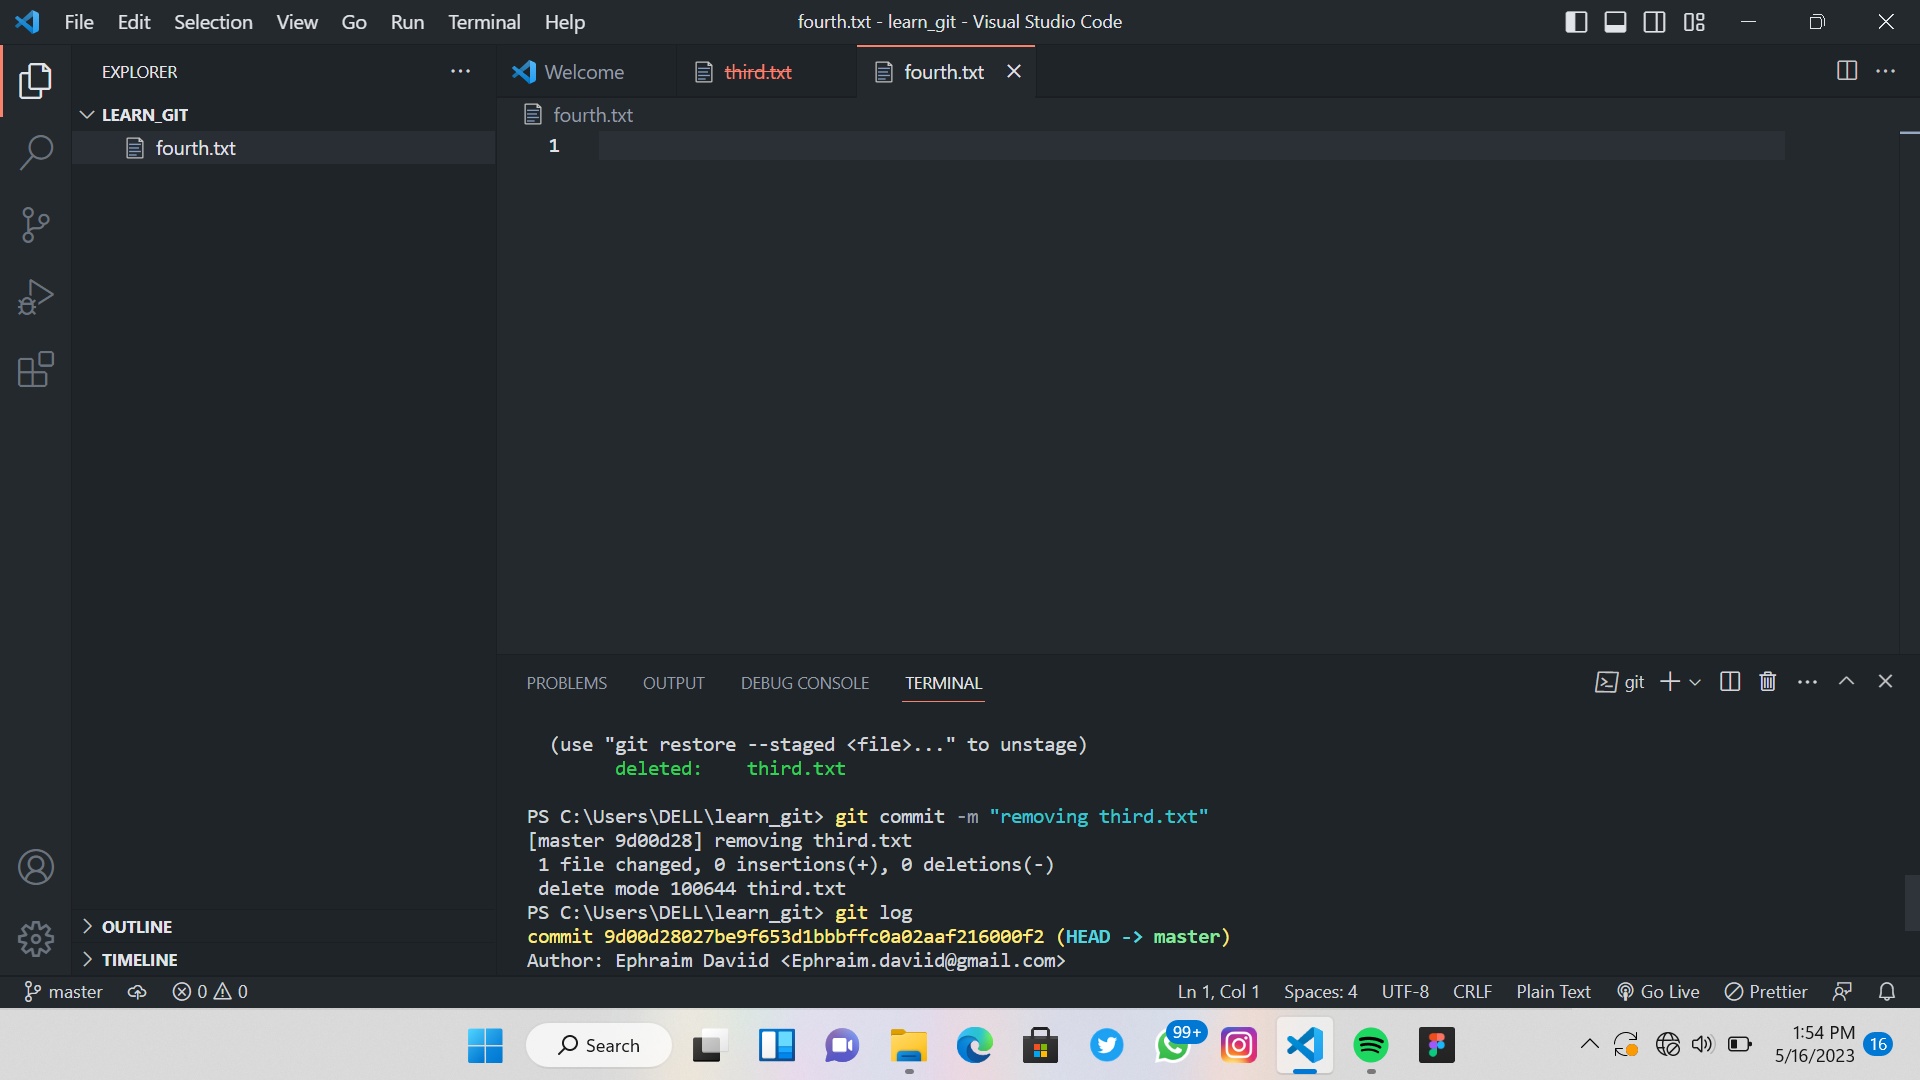 File Edit Selection View Go Run Terminal Help
fourth.txt - learn_git - Visual Studio Code
EXPLORER
LEARN_GIT
fourth.txt
OUTLINE
TIMELINE
Welcome third.txt fourth.txt
fourth.txt
1
PROBLEMS OUTPUT DEBUG CONSOLE TERMINAL
git
(use "git restore --staged <file>..." to unstage)
deleted: third.txt
PS C:\Users\DELL\learn_git> git commit -m "removing third.txt"
[master 9d00d28] removing third.txt
1 file changed, 0 insertions(+), 0 deletions(-)
delete mode 100644 third.txt
PS C:\Users\DELL\learn_git> git log
commit 9d00d28027be9f653d1bbbffc0a02aaf216000f2 (HEAD -> master)
Author: Ephraim Daviid <Ephraim.daviid@gmail.com>
master 0 0 Ln 1, Col 1 Spaces: 4 UTF-8 CRLF Plain Text Go Live Prettier
Search
99+
1:54 PM
5/16/2023
16